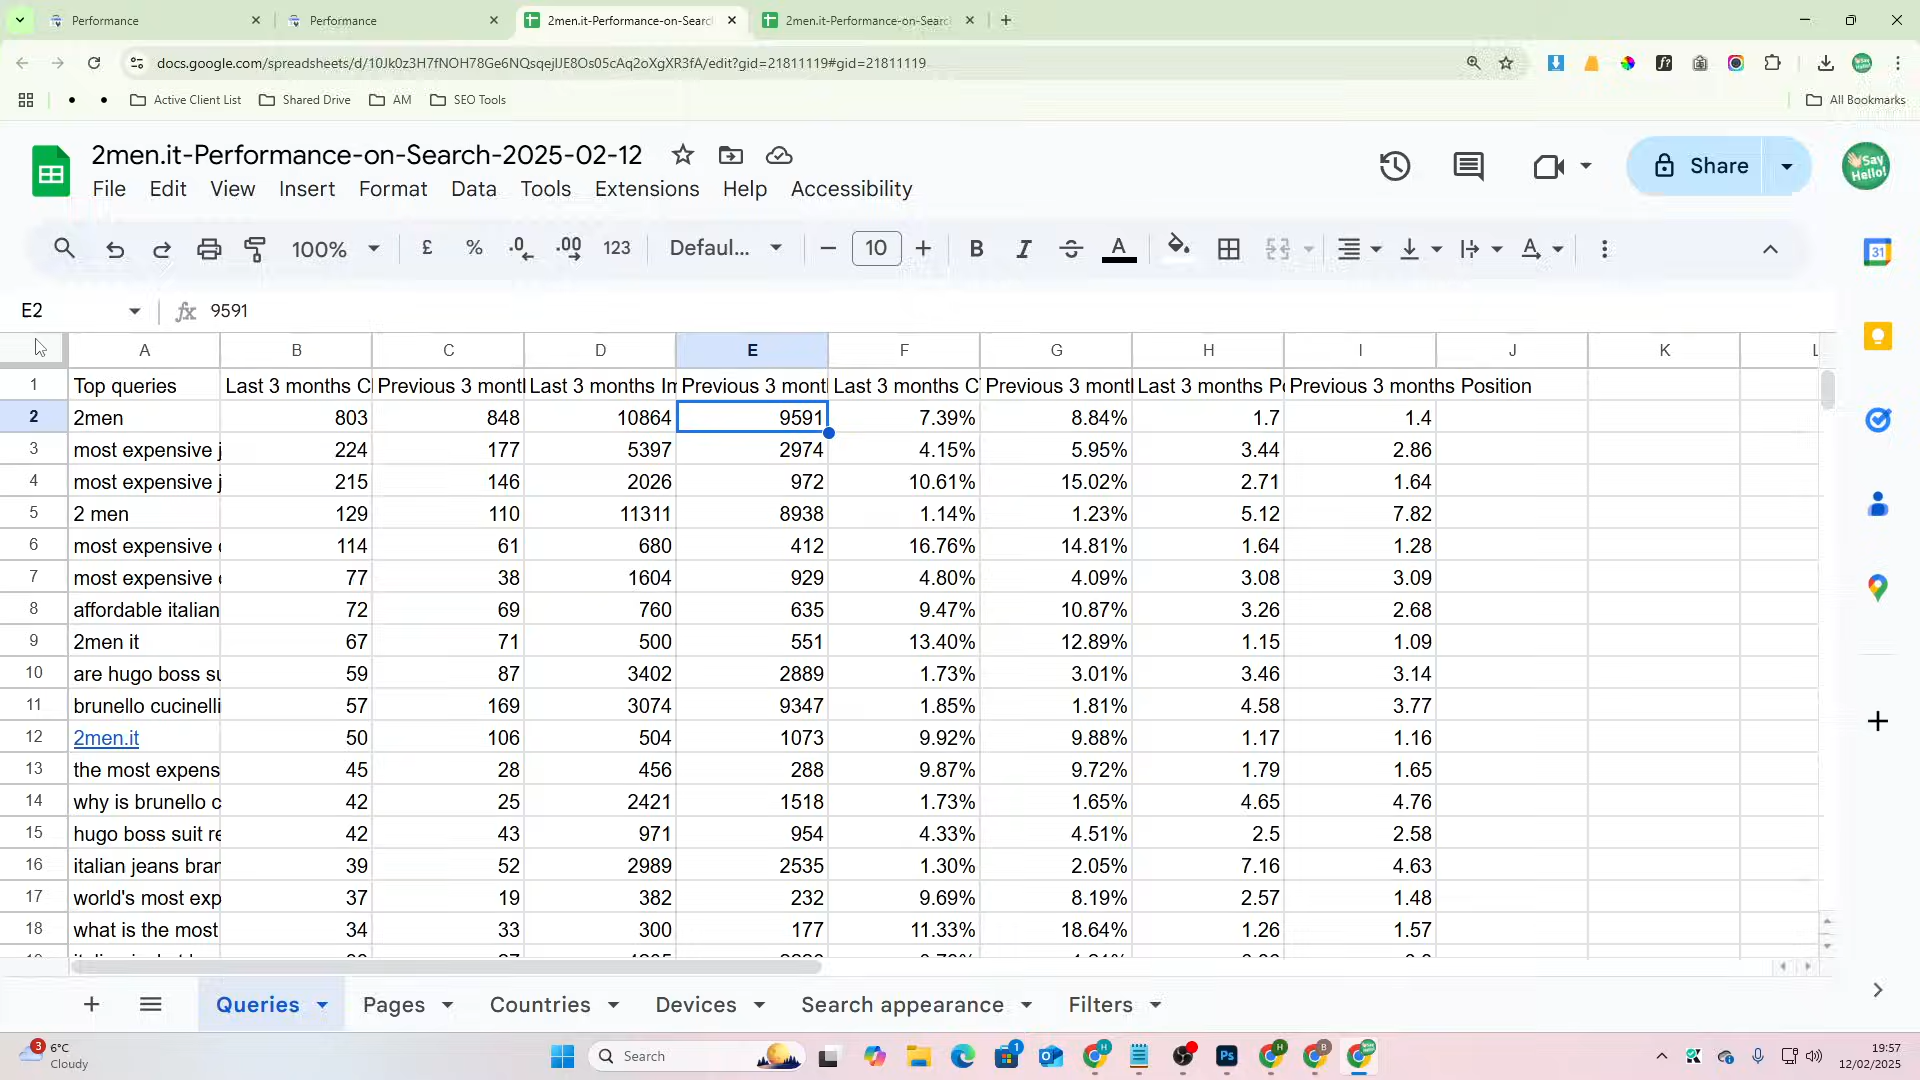 Performance
Performance
2men.it-Performance-on-Searc
2men.it-Performance-on-Searc
docs.google.com/spreadsheets/d/10Jk0z3H7fNOH78Ge6NQsqejlJE8Os05cAq2oXgXR3fA/edit?gid=21811119#gid=21811119
Active Client List
Shared Drive
AM
SEO Tools
All Bookmarks
2men.it-Performance-on-Search-2025-02-12
File Edit View Insert Format Data Tools Extensions Help Accessibility
Share
Say Hello!
100% £ % .0 .00 123 Defaul... 10 B I A
E2 fx 9591
A B C D E F G H I J K L
1 Top queries Last 3 months C Previous 3 mont Last 3 months Im Previous 3 mont Last 3 months C Previous 3 mont Last 3 months Po Previous 3 months Position
2 2men 803 848 10864 9591 7.39% 8.84% 1.7 1.4
3 most expensive j 224 177 5397 2974 4.15% 5.95% 3.44 2.86
4 most expensive j 215 146 2026 972 10.61% 15.02% 2.71 1.64
5 2 men 129 110 11311 8938 1.14% 1.23% 5.12 7.82
6 most expensive 114 61 680 412 16.76% 14.81% 1.64 1.28
7 most expensive 77 38 1604 929 4.80% 4.09% 3.08 3.09
8 affordable italian 72 69 760 635 9.47% 10.87% 3.26 2.68
9 2men it 67 71 500 551 13.40% 12.89% 1.15 1.09
10 are hugo boss su 59 87 3402 2889 1.73% 3.01% 3.46 3.14
11 brunello cucinelli 57 169 3074 9347 1.85% 1.81% 4.58 3.77
12 2men.it 50 106 504 1073 9.92% 9.88% 1.17 1.16
13 the most expens 45 28 456 288 9.87% 9.72% 1.79 1.65
14 why is brunello c 42 25 2421 1518 1.73% 1.65% 4.65 4.76
15 hugo boss suit re 42 43 971 954 4.33% 4.51% 2.5 2.58
16 italian jeans bran 39 52 2989 2535 1.30% 2.05% 7.16 4.63
17 world's most exp 37 19 382 232 9.69% 8.19% 2.57 1.48
18 what is the most 34 33 300 177 11.33% 18.64% 1.26 1.57
Queries Pages Countries Devices Search appearance Filters
3 6°C
Cloudy
Search
1
19:57
12/02/2025